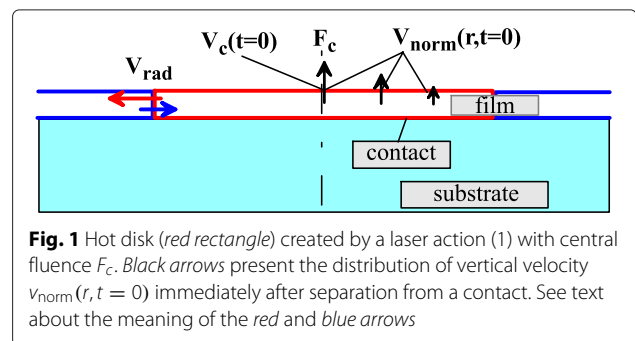 V_c(t=0) F_c V_norm(r,t=0)
V_rad
film
contact
substrate
Fig. 1 Hot disk (red rectangle) created by a laser action (1) with central
fluence F_c. Black arrows present the distribution of vertical velocity
v_norm(r, t = 0) immediately after separation from a contact. See text
about the meaning of the red and blue arrows